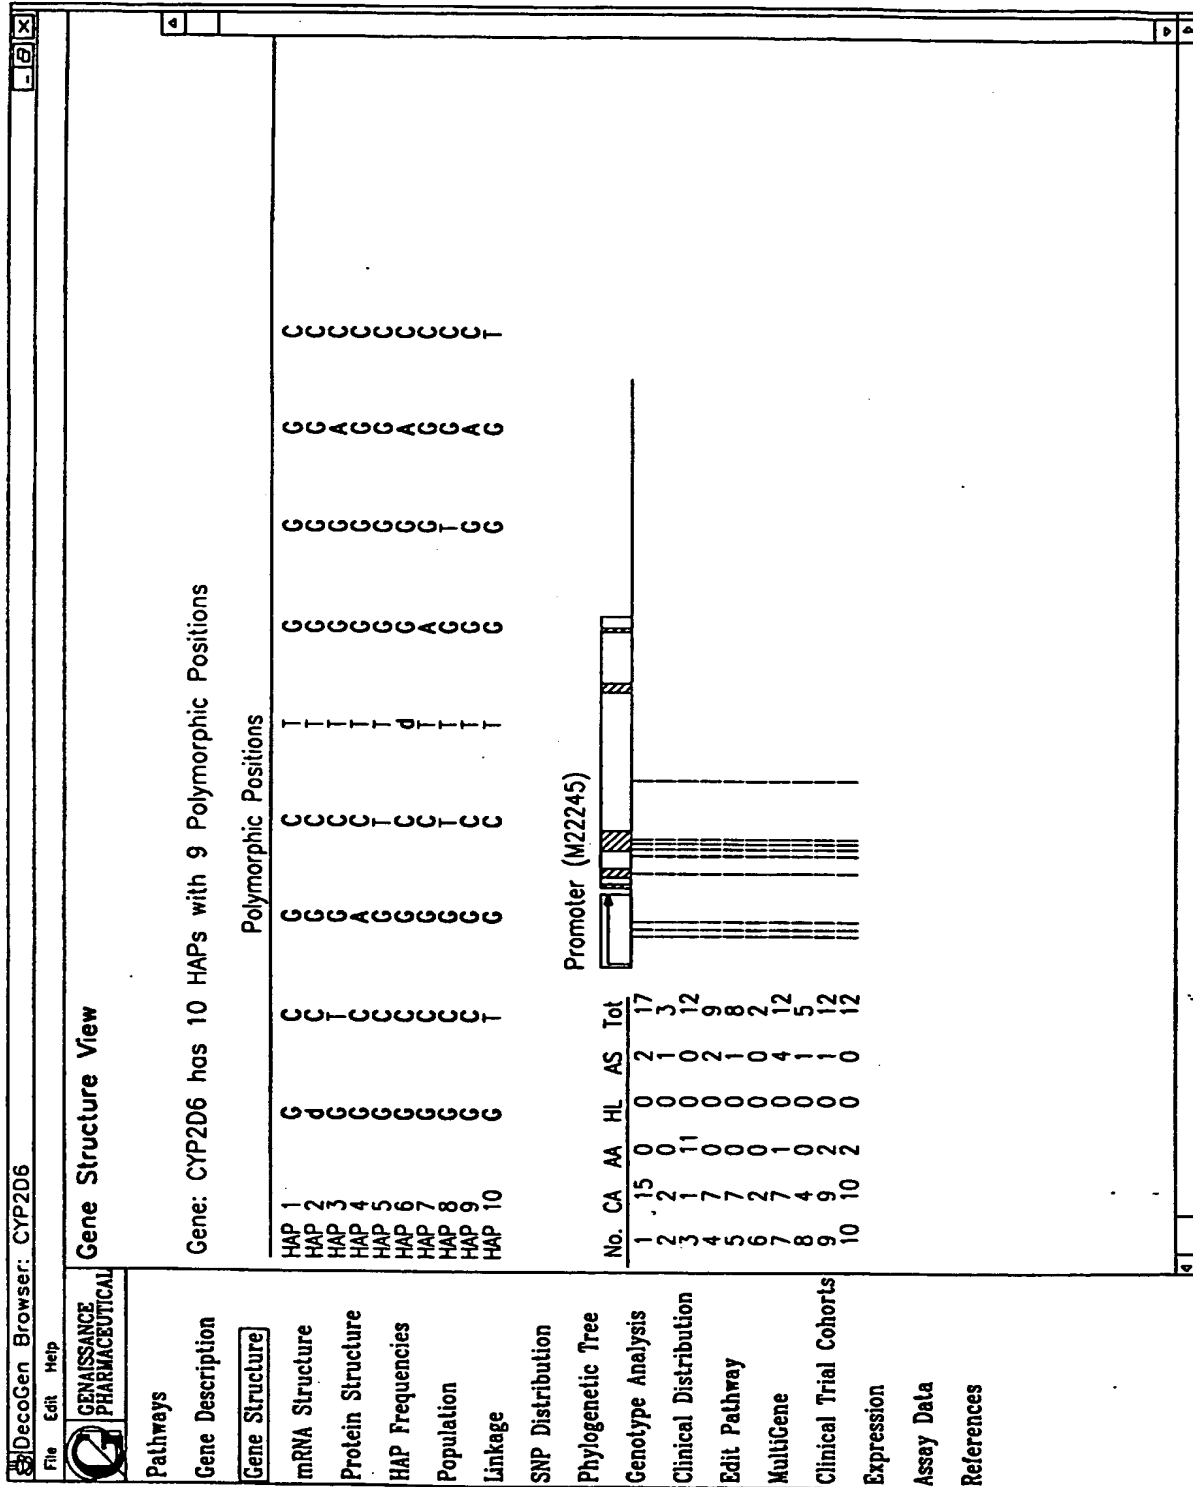 DecoGen Browser: CYP2D6
File Edit Help
GENAISSANCE
PHARMACEUTICAL
Pathways
Gene Description
Gene Structure
mRNA Structure
Protein Structure
HAP Frequencies
Population
Linkage
SNP Distribution
Phylogenetic Tree
Genotype Analysis
Clinical Distribution
Edit Pathway
MultiGene
Clinical Trial Cohorts
Expression
Assay Data
References
Gene Structure View
Gene: CYP2D6 has 10 HAPs with 9 Polymorphic Positions
Polymorphic Positions
HAP 1 G C G C T G G G C
HAP 2 d C G C T G G G C
HAP 3 G T G C T G G A C
HAP 4 G C A C T G G G C
HAP 5 G C G T T G G G C
HAP 6 G C G C d G G A C
HAP 7 G C G C T A G G C
HAP 8 G C G T T G T G C
HAP 9 G C G C T G G A C
HAP 10 G T G C T G G G T
Promoter (M22245)
No. CA AA HL AS Tot
1 15 0 0 2 17
2 2 0 0 1 3
3 1 11 0 0 12
4 7 0 0 2 9
5 7 0 0 1 8
6 2 0 0 0 2
7 7 1 0 4 12
8 4 0 0 1 5
9 9 2 0 1 12
10 10 2 0 0 12